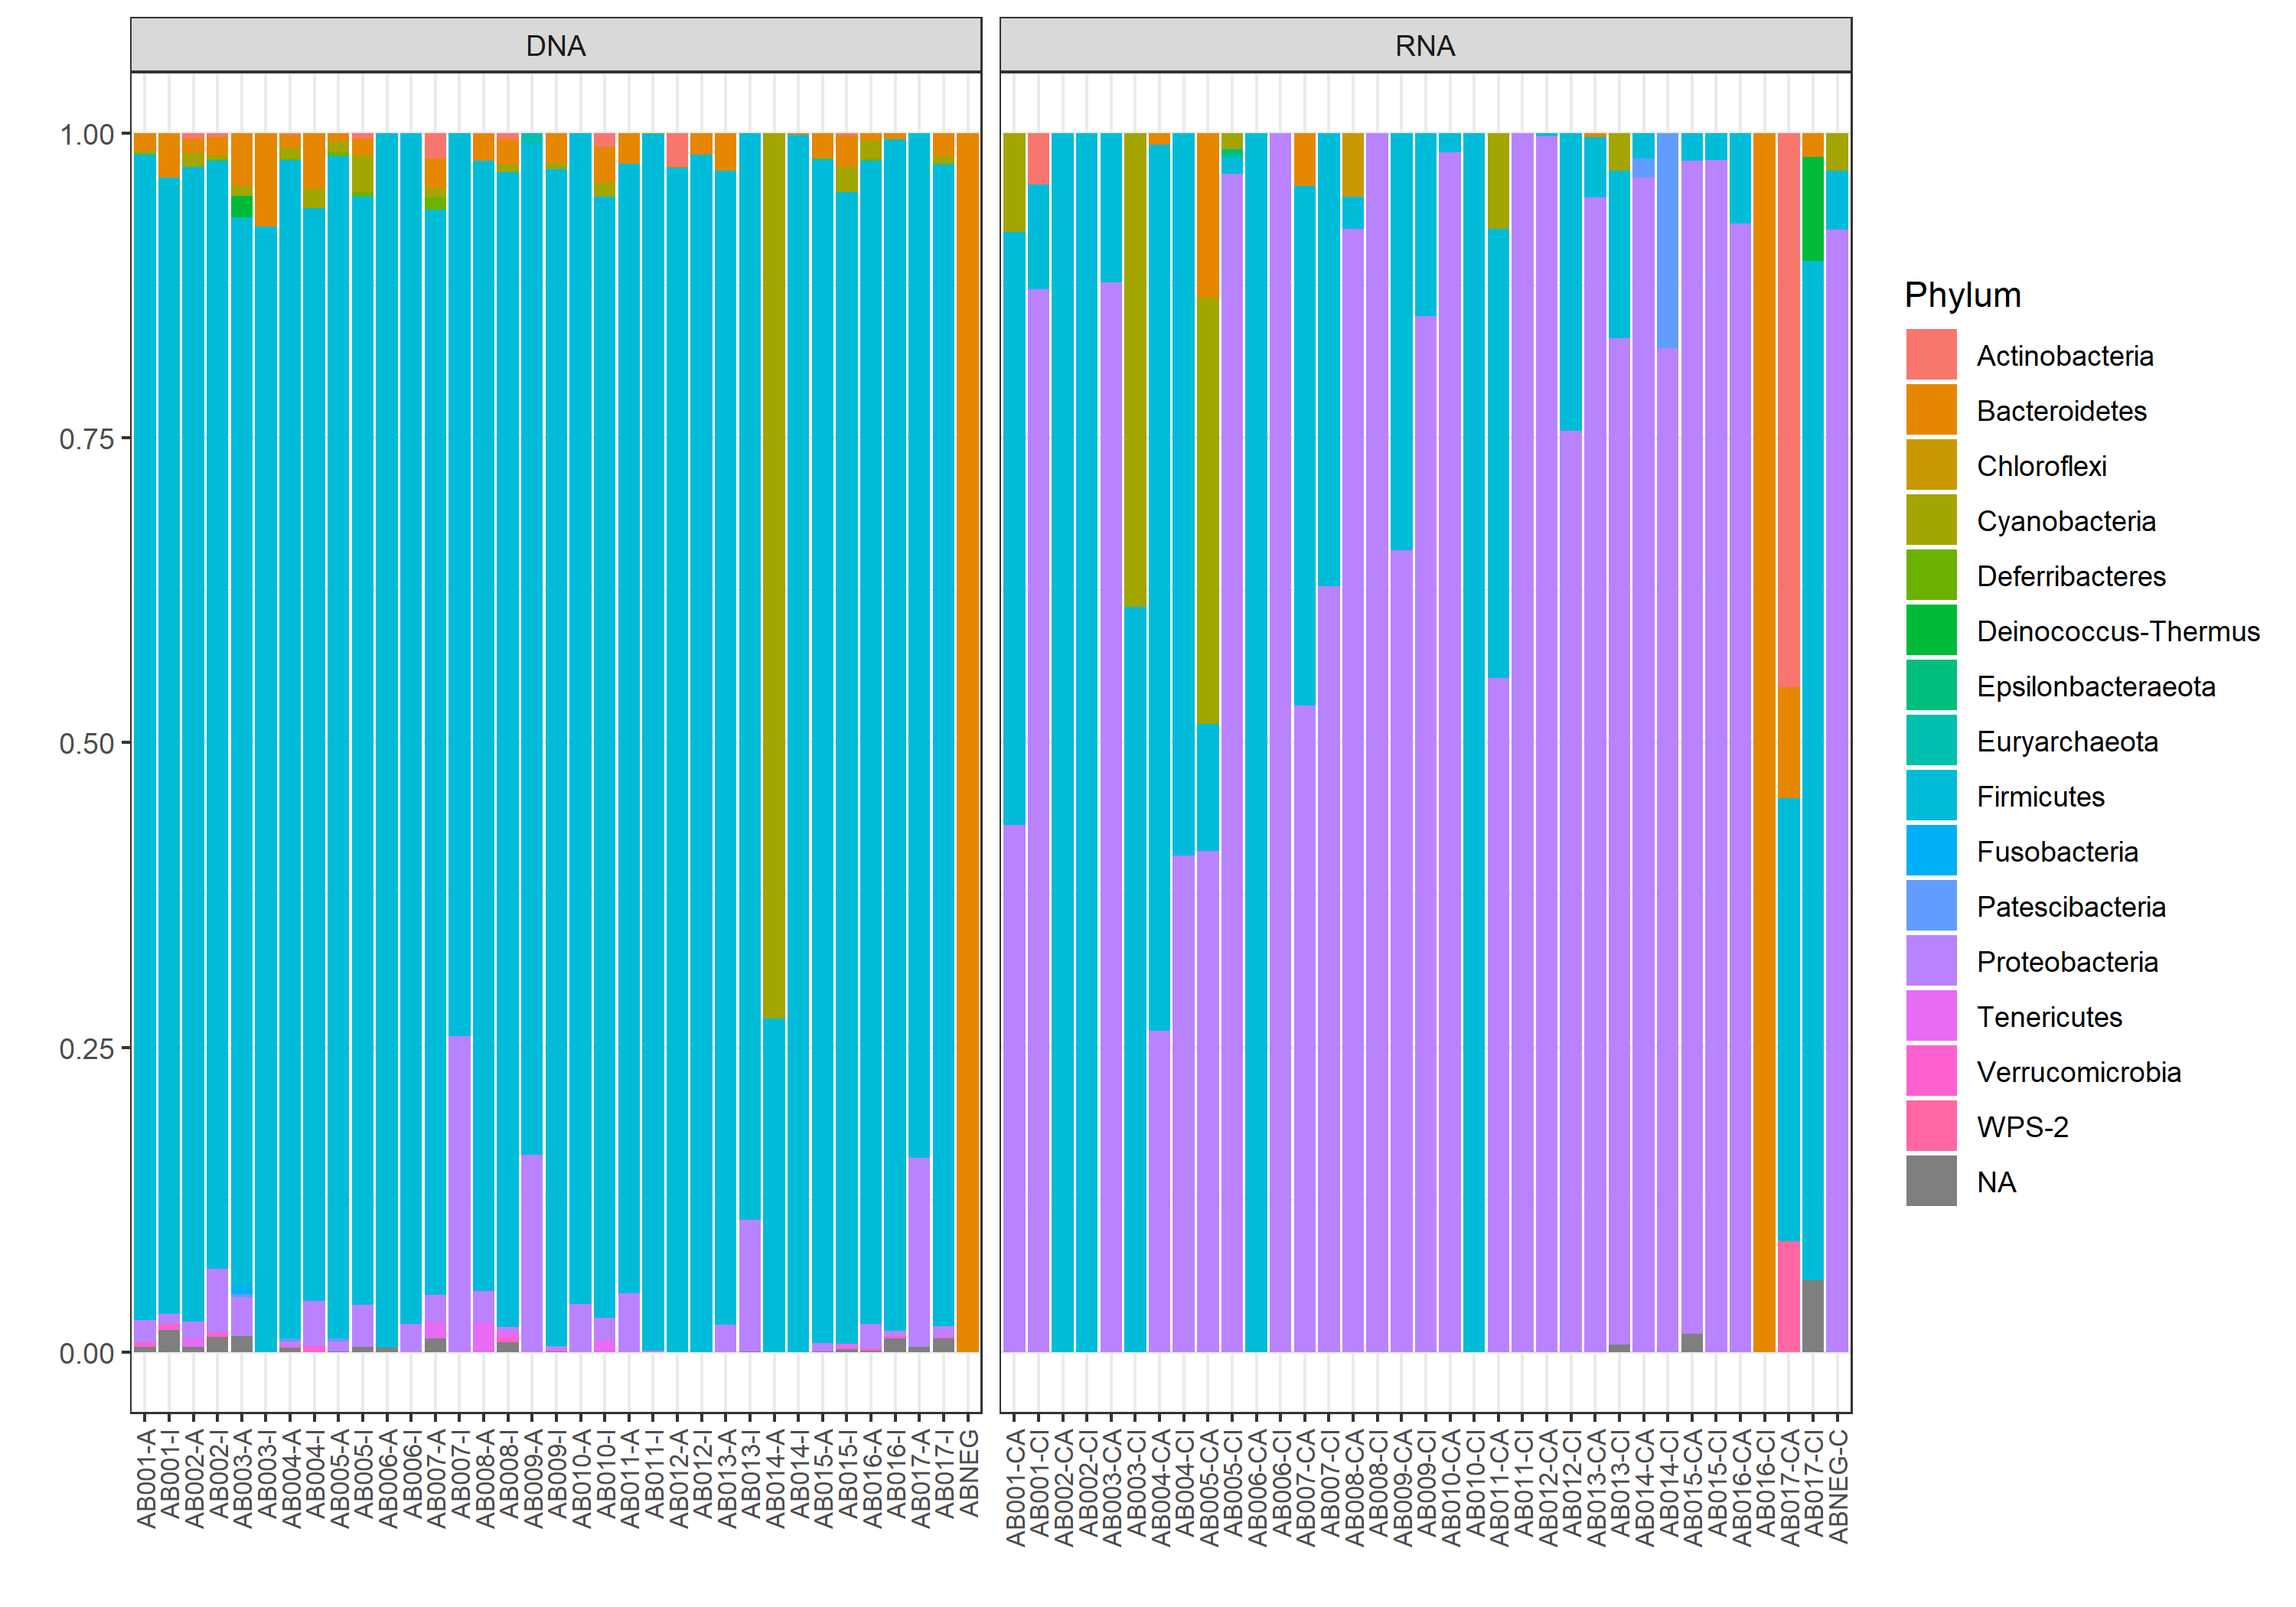 DNA
RNA
1.00
0.75
0.50
0.25
0.00
AB001-A
AB001-I
AB002-A
AB002-I
AB003-A
AB003-I
AB004-A
AB004-I
AB005-A
AB005-I
AB006-A
AB006-I
AB007-A
AB007-I
AB008-A
AB008-I
AB009-A
AB009-I
AB010-A
AB010-I
AB011-A
AB011-I
AB012-A
AB012-I
AB013-A
AB013-I
AB014-A
AB014-I
AB015-A
AB015-I
AB016-A
AB016-I
AB017-A
AB017-I
ABNEG
AB001-CA
AB001-CI
AB002-CA
AB002-CI
AB003-CA
AB003-CI
AB004-CA
AB004-CI
AB005-CA
AB005-CI
AB006-CA
AB006-CI
AB007-CA
AB007-CI
AB008-CA
AB008-CI
AB009-CA
AB009-CI
AB010-CA
AB010-CI
AB011-CA
AB011-CI
AB012-CA
AB012-CI
AB013-CA
AB013-CI
AB014-CA
AB014-CI
AB015-CA
AB015-CI
AB016-CA
AB016-CI
AB017-CA
AB017-CI
ABNEG-C
Phylum
Actinobacteria
Bacteroidetes
Chloroflexi
Cyanobacteria
Deferribacteres
Deinococcus-Thermus
Epsilonbacteraeota
Euryarchaeota
Firmicutes
Fusobacteria
Patescibacteria
Proteobacteria
Tenericutes
Verrucomicrobia
WPS-2
NA